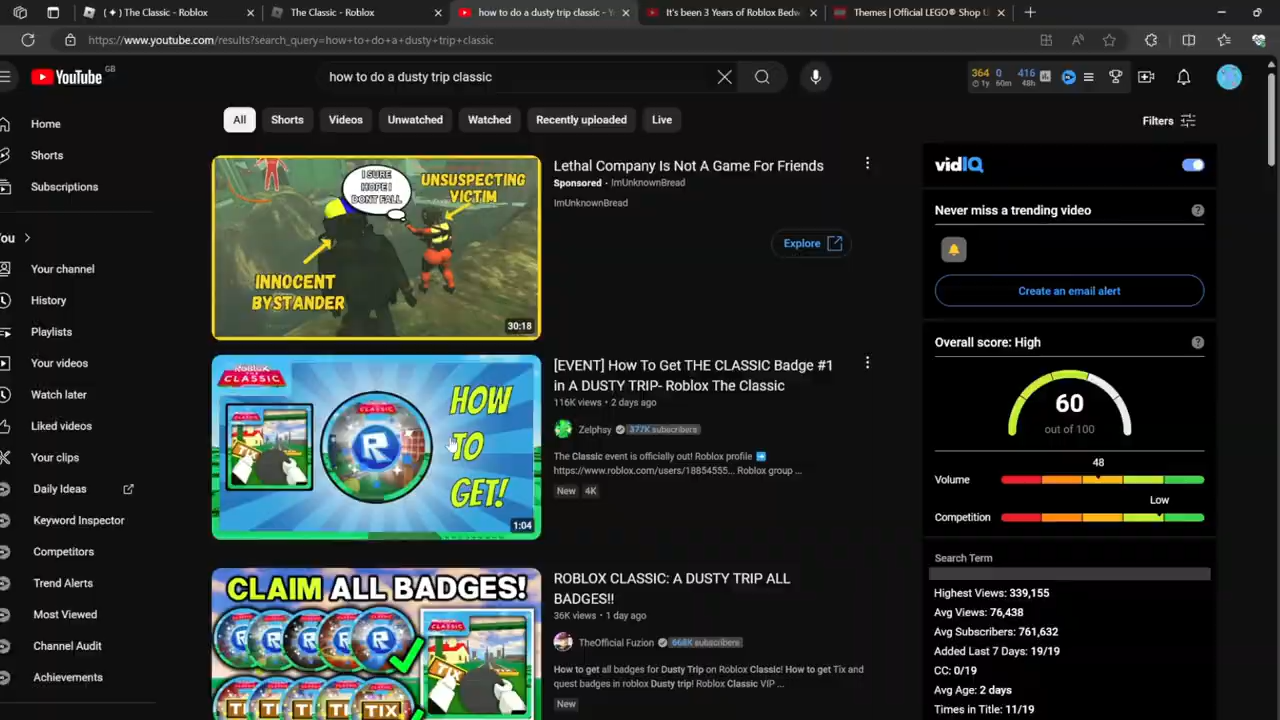 ( ✦ ) The Classic - Roblox
The Classic - Roblox
how to do a dusty trip classic - Y
It's been 3 Years of Roblox Bedw
Themes | Official LEGO® Shop U
https://www.youtube.com/results?search_query=how+to+do+a+dusty+trip+classic
YouTube GB
how to do a dusty trip classic
364 0 416
1y 60m 48h
All
Shorts
Videos
Unwatched
Watched
Recently uploaded
Live
Filters
Home
Shorts
Subscriptions
You
Your channel
History
Playlists
Your videos
Watch later
Liked videos
Your clips
Daily Ideas
Keyword Inspector
Competitors
Trend Alerts
Most Viewed
Channel Audit
Achievements
I SURE
HOPE I
DONT FALL
UNSUSPECTING
VICTIM
INNOCENT
BYSTANDER
30:18
Lethal Company Is Not A Game For Friends
Sponsored • ImUnknownBread
ImUnknownBread
Explore
ROBLOX
THE CLASSIC
CLASSIC
HOW
TO
GET!
1:04
[EVENT] How To Get THE CLASSIC Badge #1
in A DUSTY TRIP- Roblox The Classic
116K views • 2 days ago
Zelphsy 377K subscribers
The Classic event is officially out! Roblox profile ➡
https://www.roblox.com/users/18854555... Roblox group ...
New 4K
CLAIM ALL BADGES!
CLASSIC
TIX
ROBLOX CLASSIC: A DUSTY TRIP ALL
BADGES!!
36K views • 1 day ago
TheOfficial Fuzion 668K subscribers
How to get all badges for Dusty Trip on Roblox Classic! How to get Tix and
quest badges in roblox Dusty trip! Roblox Classic VIP ...
New
vidIQ
Never miss a trending video
Create an email alert
Overall score: High
60
out of 100
48
Volume
Low
Competition
Search Term
Highest Views: 339,155
Avg Views: 76,438
Avg Subscribers: 761,632
Added Last 7 Days: 19/19
CC: 0/19
Avg Age: 2 days
Times in Title: 11/19